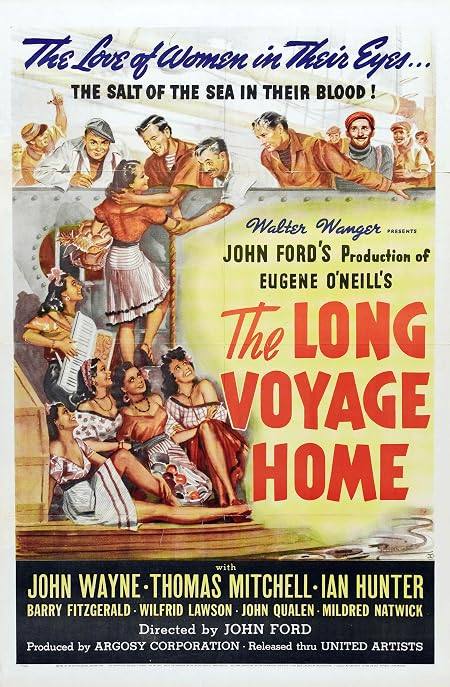 The Love of Women in Their Eyes...
THE SALT OF THE SEA IN THEIR BLOOD!
Walter Wanger PRESENTS
JOHN FORD'S Production of
EUGENE O'NEILL'S
The LONG
VOYAGE
HOME
with
JOHN WAYNE · THOMAS MITCHELL · IAN HUNTER
BARRY FITZGERALD · WILFRID LAWSON · JOHN QUALEN · MILDRED NATWICK
Directed by JOHN FORD
Produced by ARGOSY CORPORATION · Released thru UNITED ARTISTS